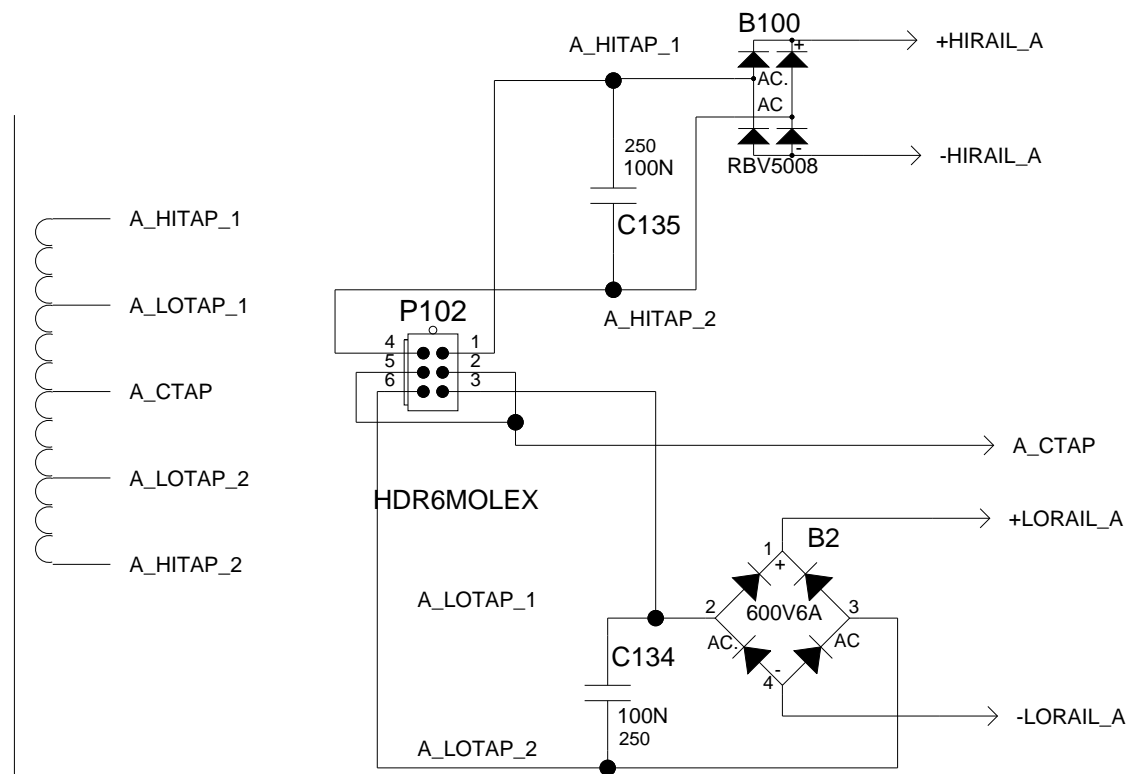 B100
A_HITAP_1
+HIRAIL_A
+
AC.
AC
250
100N
-
-HIRAIL_A
RBV5008
A_HITAP_1
C135
A_LOTAP_1
P102
A_HITAP_2
4 1
5 2
6 3
A_CTAP
A_CTAP
A_LOTAP_2
HDR6MOLEX
+LORAIL_A
B2
1
+
A_HITAP_2
A_LOTAP_1
2 600V6A 3
AC. AC
C134
4
-
100N
-LORAIL_A
250
A_LOTAP_2